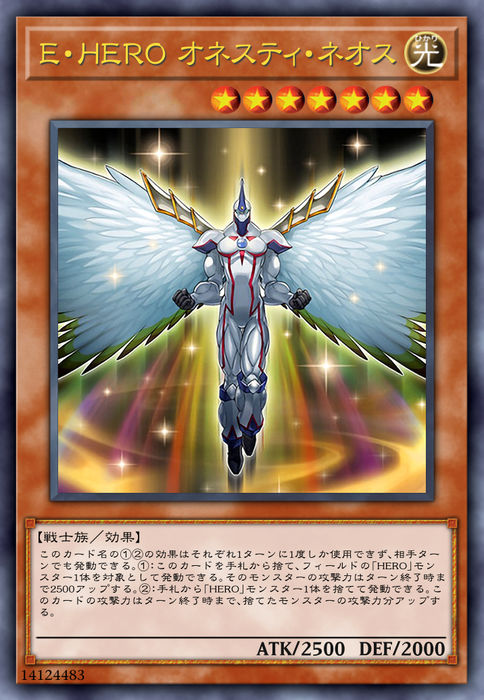 E・HERO オネスティ・ネオス
ひかり
光
【戦士族／効果】
このカード名の①②の効果はそれぞれ1ターンに1度しか使用できず、相手ター
ンでも発動できる。①：このカードを手札から捨て、フィールドの「HERO」モン
スター1体を対象として発動できる。そのモンスターの攻撃力はターン終了時ま
で2500アップする。②：手札から「HERO」モンスター1体を捨てて発動できる。こ
のカードの攻撃力はターン終了時まで、捨てたモンスターの攻撃力分アップす
る。
ATK/2500 DEF/2000
14124483